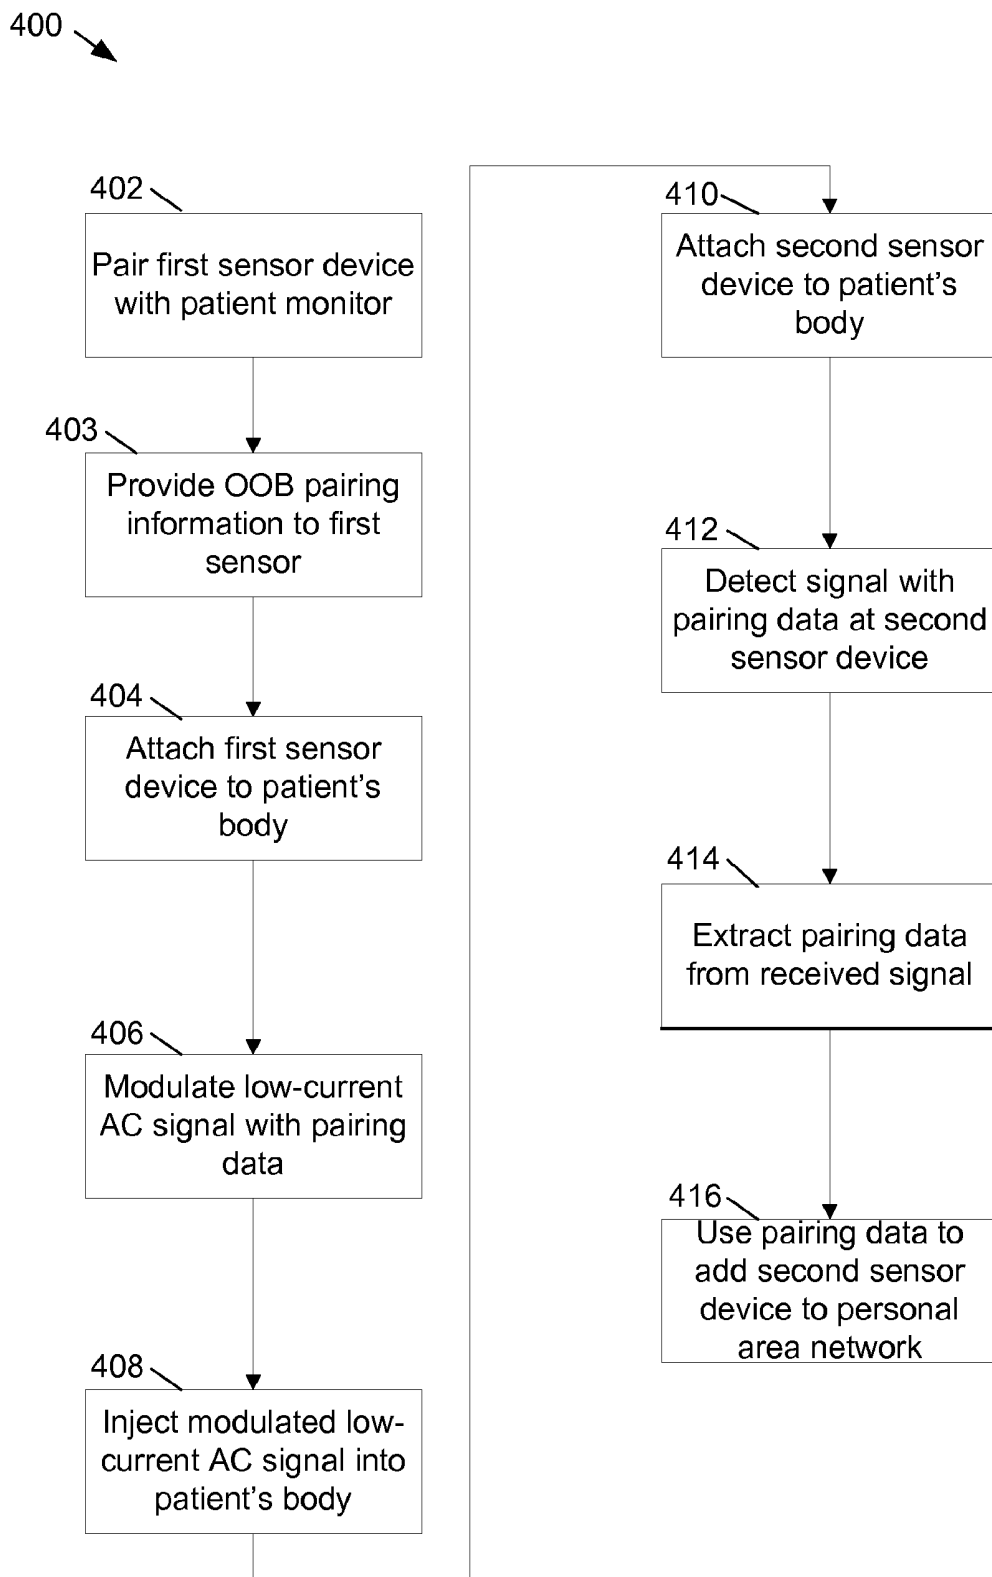 400
402
Pair first sensor device
with patient monitor
403
Provide OOB pairing
information to first
sensor
404
Attach first sensor
device to patient's
body
406
Modulate low-current
AC signal with pairing
data
408
Inject modulated low-
current AC signal into
patient's body
410
Attach second sensor
device to patient's
body
412
Detect signal with
pairing data at second
sensor device
414
Extract pairing data
from received signal
416
Use pairing data to
add second sensor
device to personal
area network